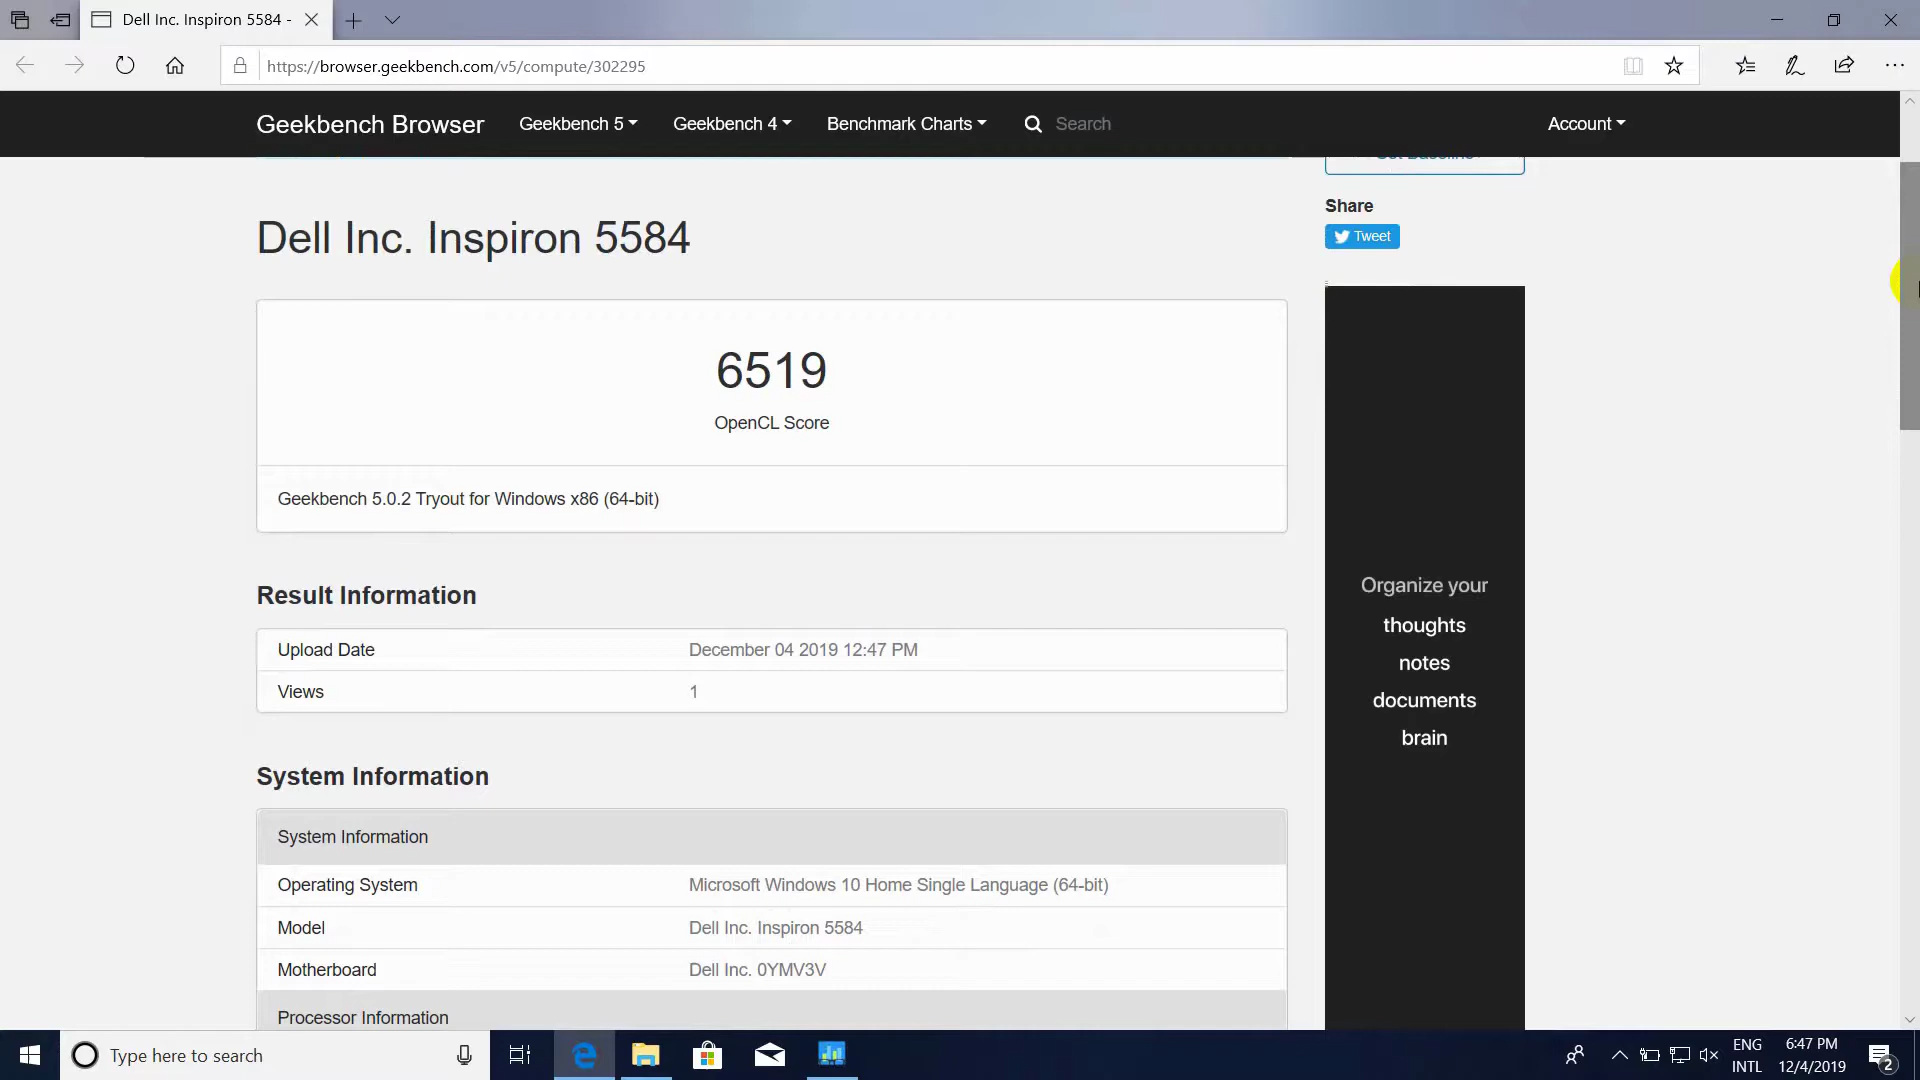 Dell Inc. Inspiron 5584 -
https://browser.geekbench.com/v5/compute/302295
Geekbench Browser Geekbench 5 Geekbench 4 Benchmark Charts Search Account
Share
Tweet
Dell Inc. Inspiron 5584
6519
OpenCL Score
Geekbench 5.0.2 Tryout for Windows x86 (64-bit)
Result Information
Upload Date December 04 2019 12:47 PM
Views 1
System Information
System Information
Operating System Microsoft Windows 10 Home Single Language (64-bit)
Model Dell Inc. Inspiron 5584
Motherboard Dell Inc. 0YMV3V
Processor Information
Organize your
thoughts
notes
documents
brain
Type here to search
ENG
INTL
6:47 PM
12/4/2019
2